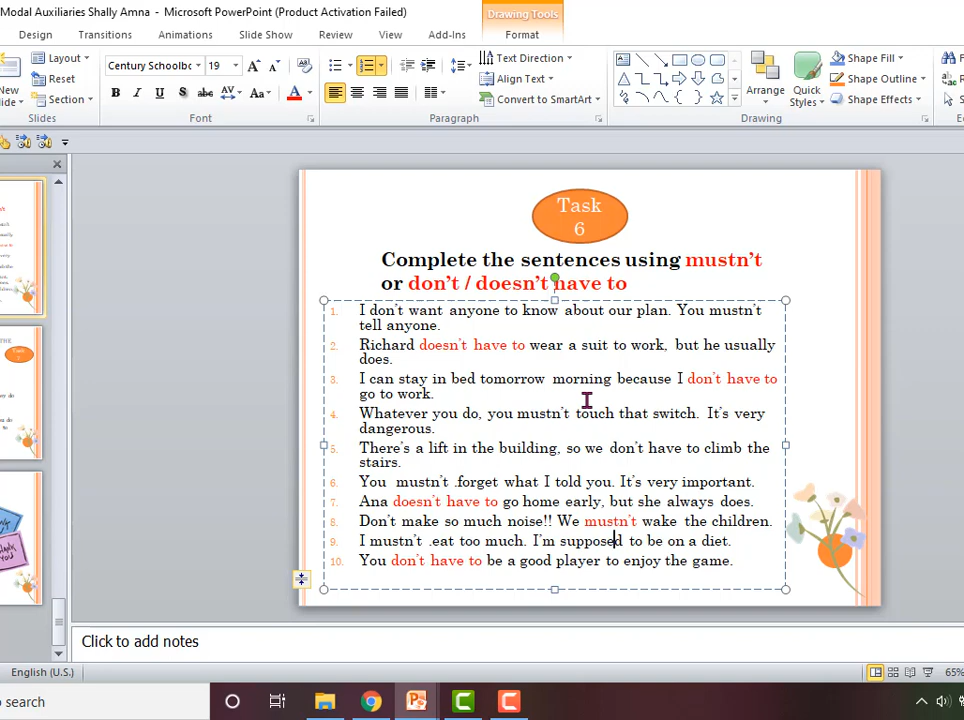 Modal Auxiliaries Shally Amna - Microsoft PowerPoint (Product Activation Failed)
Drawing Tools
Design Transitions Animations Slide Show Review View Add-Ins Format
New
Slide
Layout
Reset
Section
Slides
Century Schoolbc 19
B I U S abc AV Aa A
Font
Text Direction
Align Text
Convert to SmartArt
Paragraph
Arrange
Quick
Styles
Shape Fill
Shape Outline
Shape Effects
Drawing
Task
6
Complete the sentences using mustn't
or don't / doesn't have to
1. I don't want anyone to know about our plan. You mustn't
tell anyone.
2. Richard doesn't have to wear a suit to work, but he usually
does.
3. I can stay in bed tomorrow morning because I don't have to
go to work.
4. Whatever you do, you mustn't touch that switch. It's very
dangerous.
5. There's a lift in the building, so we don't have to climb the
stairs.
6. You mustn't .forget what I told you. It's very important.
7. Ana doesn't have to go home early, but she always does.
8. Don't make so much noise!! We mustn't wake the children.
9. I mustn't .eat too much. I'm supposed to be on a diet.
10. You don't have to be a good player to enjoy the game.
Click to add notes
English (U.S.)
65%
o search